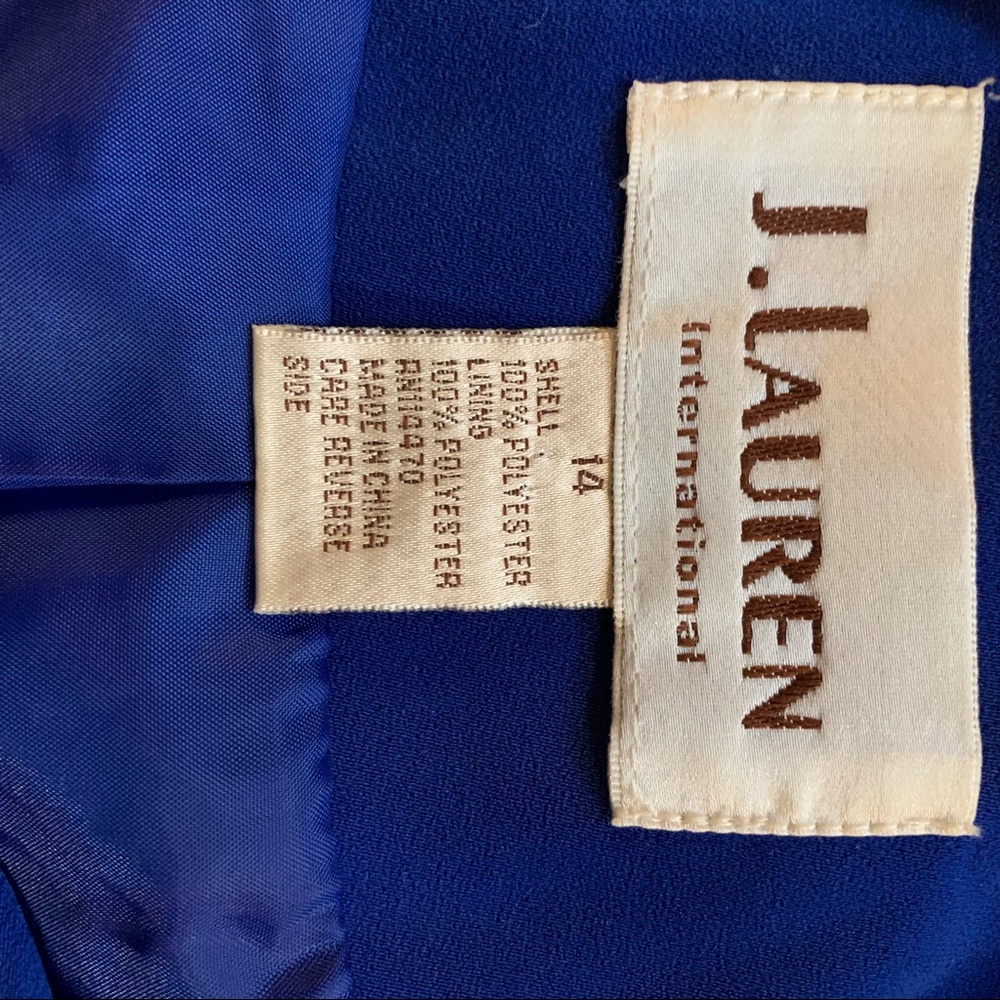 J.LAUREN
International
14
SHELL
100% POLYESTER
LINING
100% POLYESTER
RN114470
MADE IN CHINA
CARE REVERSE
SIDE